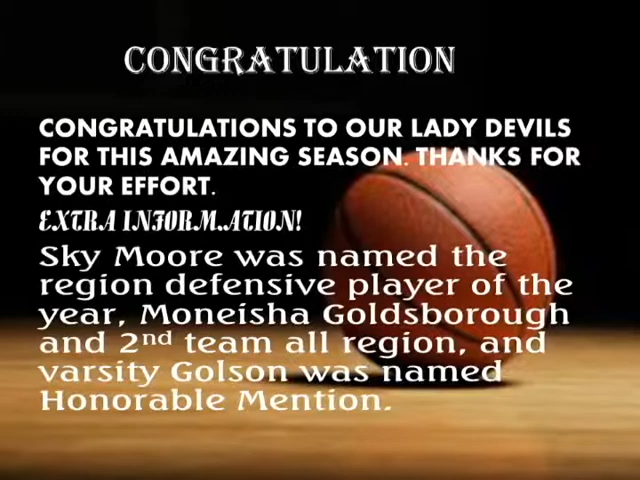 CONGRATULATION
CONGRATULATIONS TO OUR LADY DEVILS
FOR THIS AMAZING SEASON. THANKS FOR
YOUR EFFORT.
EXTRA INFORMATION!
Sky Moore was named the
region defensive player of the
year, Moneisha Goldsborough
and 2nd team all region, and
varsity Golson was named
Honorable Mention.